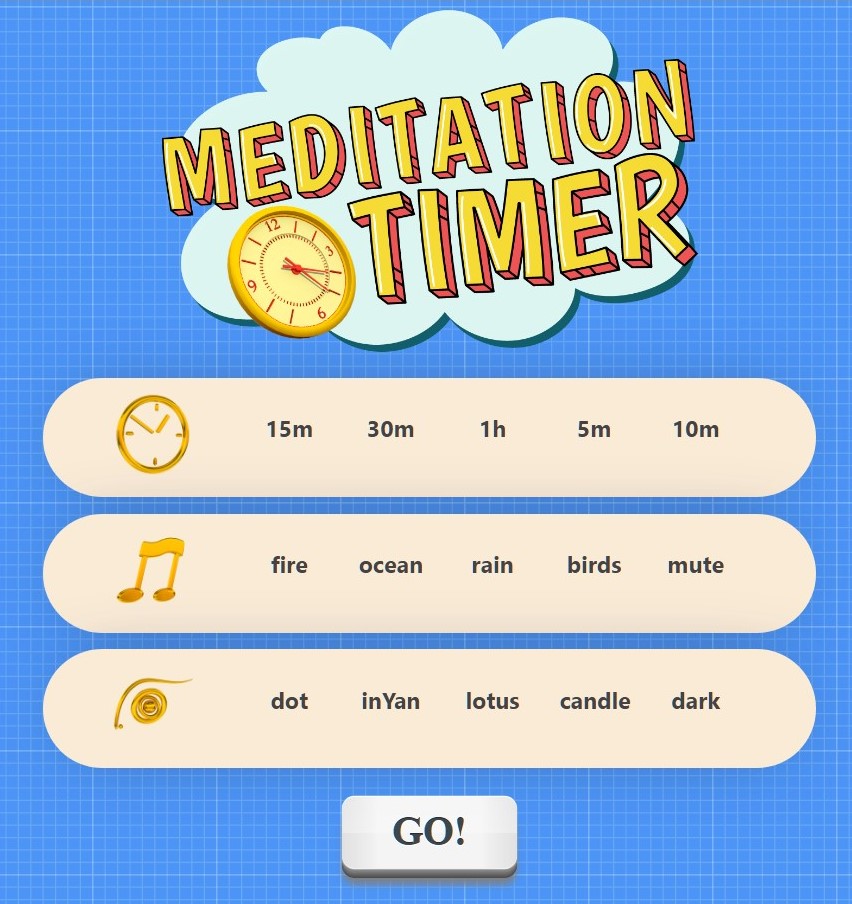 MEDITATION
TIMER
12
3
9
6
15m 30m 1h 5m 10m
fire ocean rain birds mute
dot inYan lotus candle dark
GO!